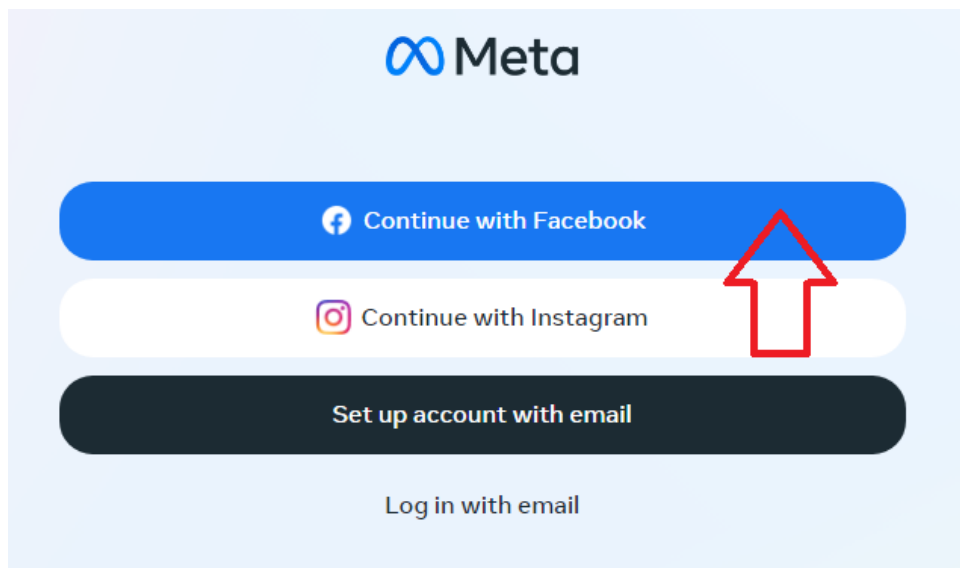 Meta
Continue with Facebook
Continue with Instagram
Set up account with email
Log in with email